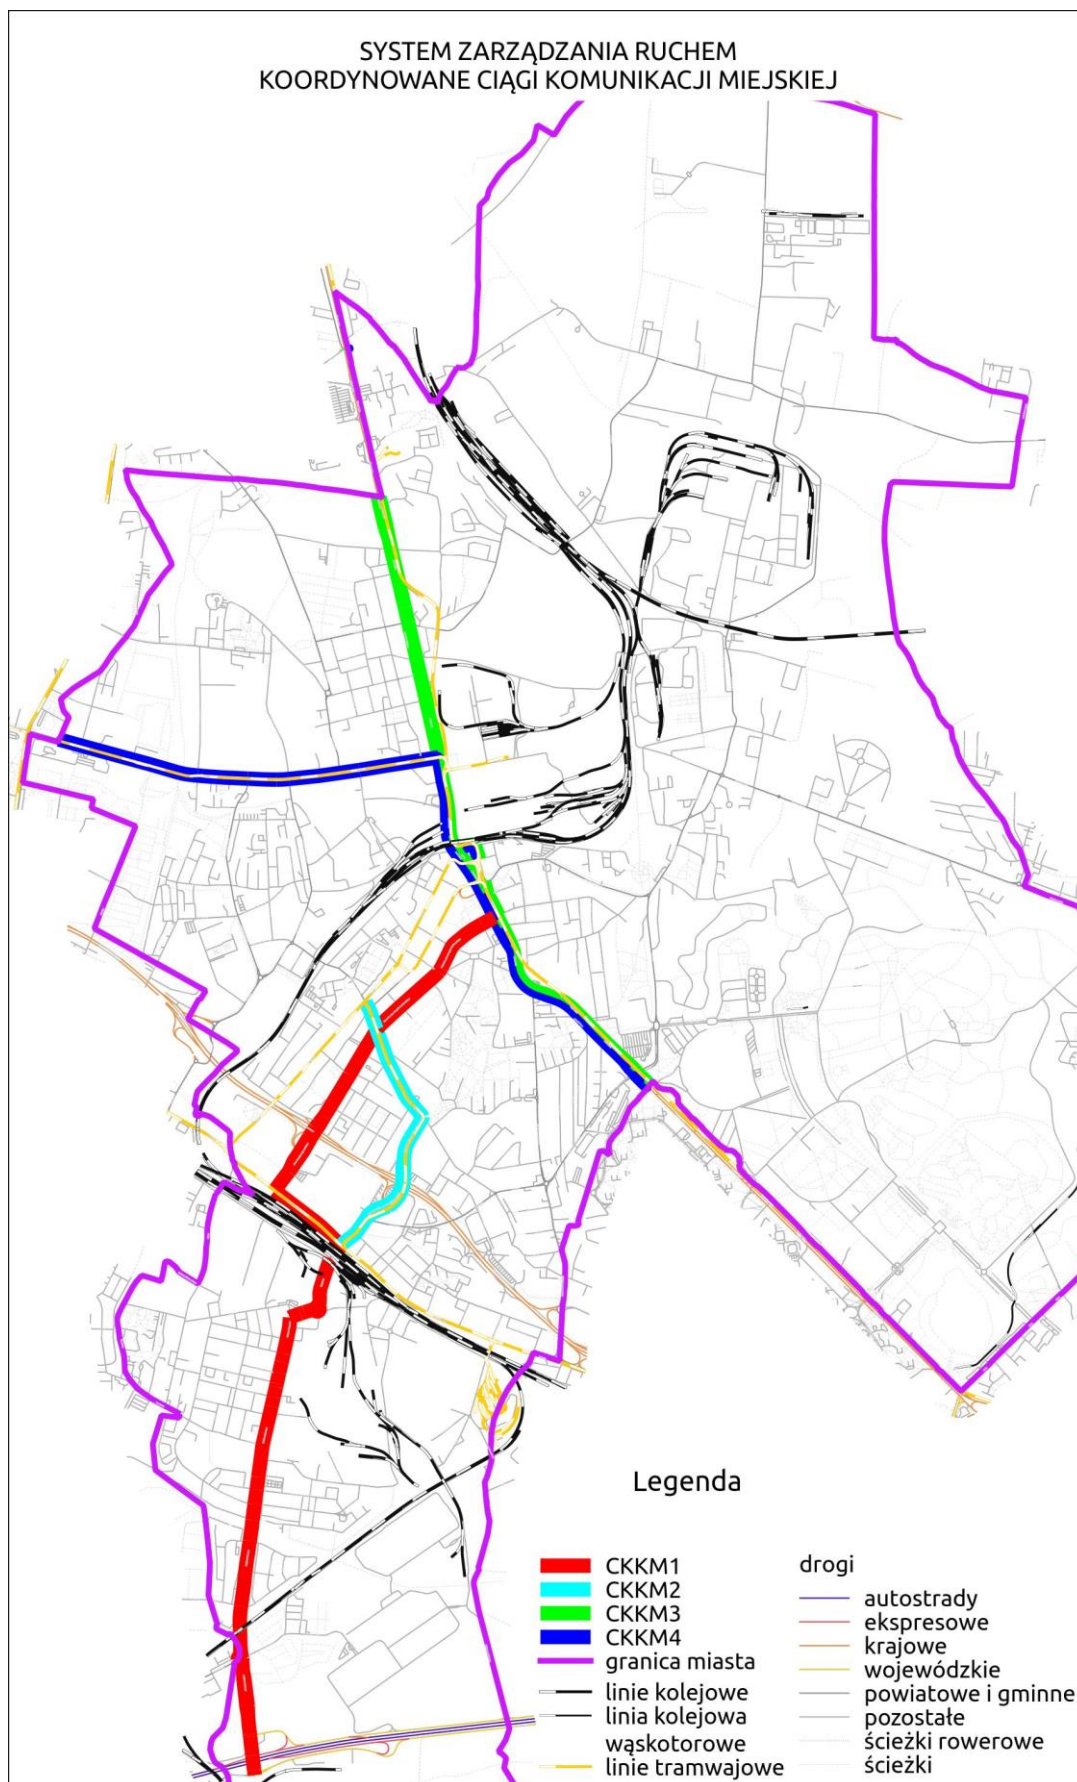 SYSTEM ZARZĄDZANIA RUCHEM
KOORDYNOWANE CIĄGI KOMUNIKACJI MIEJSKIEJ
Legenda
CKKM1
CKKM2
CKKM3
CKKM4
granica miasta
linie kolejowe
linia kolejowa
wąskotorowe
linie tramwajowe
drogi
autostrady
ekspresowe
krajowe
wojewódzkie
powiatowe i gminne
pozostałe
ścieżki rowerowe
ścieżki